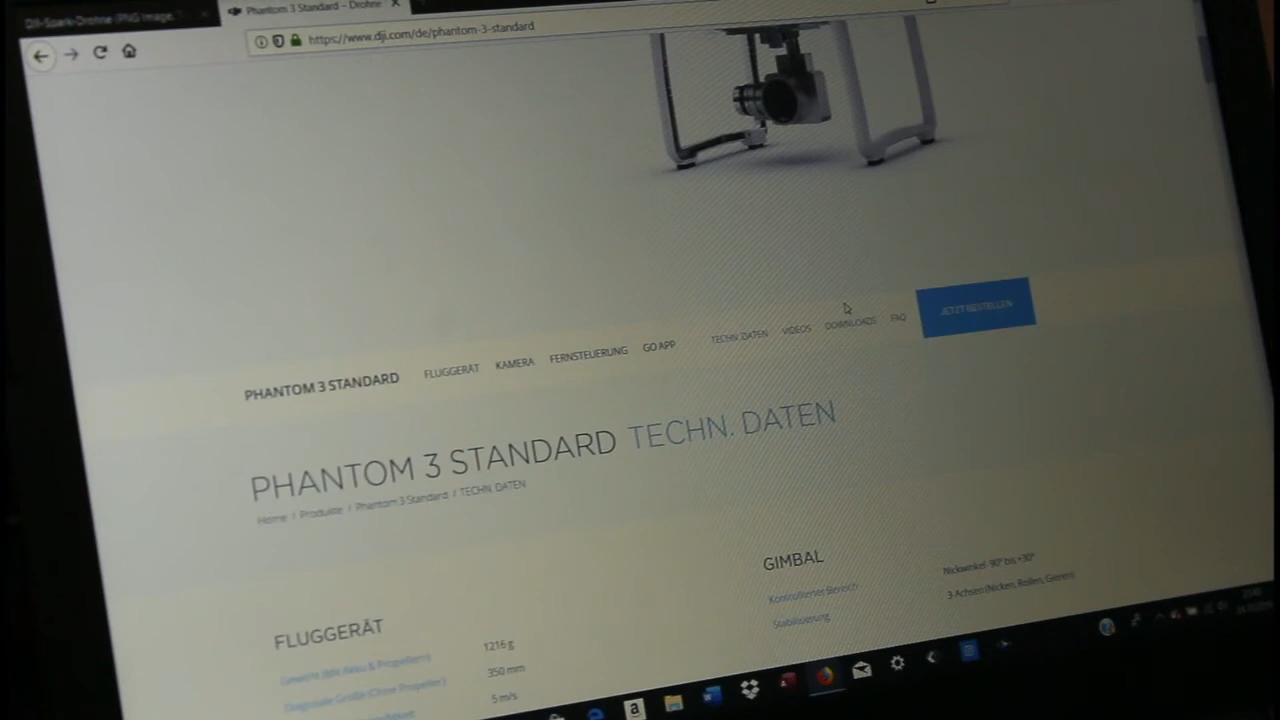 DJI-Spark-Drohne (PNG Image,
Phantom 3 Standard – Drohne
https://www.dji.com/de/phantom-3-standard
PHANTOM 3 STANDARD FLUGGERÄT KAMERA FERNSTEUERUNG GO APP TECHN. DATEN VIDEOS DOWNLOADS FAQ JETZT BESTELLEN
PHANTOM 3 STANDARD TECHN. DATEN
Home / Produkte / Phantom 3 Standard / TECHN. DATEN
FLUGGERÄT
Gewicht (Mit Akku & Propellern) 1216 g
Diagonale Größe (Ohne Propeller) 350 mm
5 m/s
GIMBAL
Kontrollierter Bereich Nickwinkel -90° bis +30°
Stabilisierung 3-Achsen (Nicken, Rollen, Gieren)